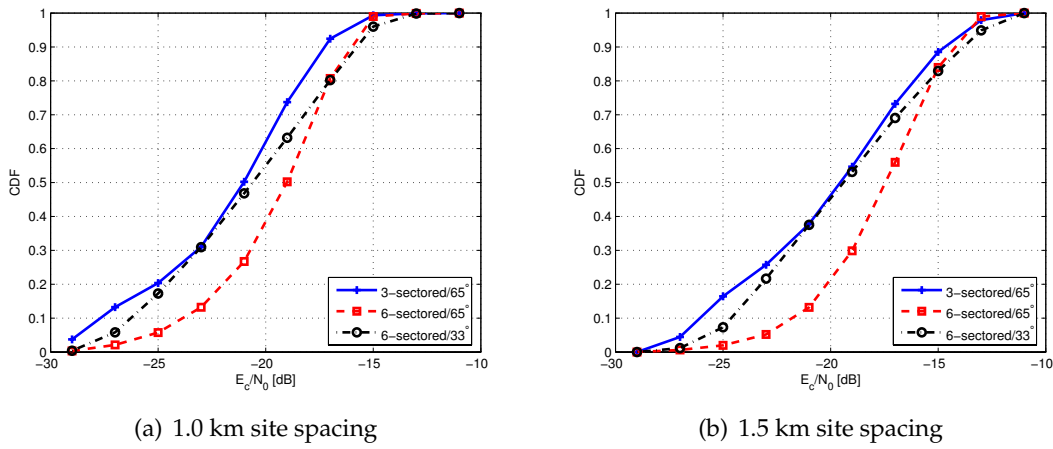 1
0.9
0.8
0.7
0.6
0.5
0.4
0.3
0.2
0.1
0
CDF
−30
−25
−20
−15
−10
E_c/N_0 [dB]
3−sectored/65°
6−sectored/65°
6−sectored/33°
(a) 1.0 km site spacing
1
0.9
0.8
0.7
0.6
0.5
0.4
0.3
0.2
0.1
0
CDF
−30
−25
−20
−15
−10
E_c/N_0 [dB]
3−sectored/65°
6−sectored/65°
6−sectored/33°
(b) 1.5 km site spacing